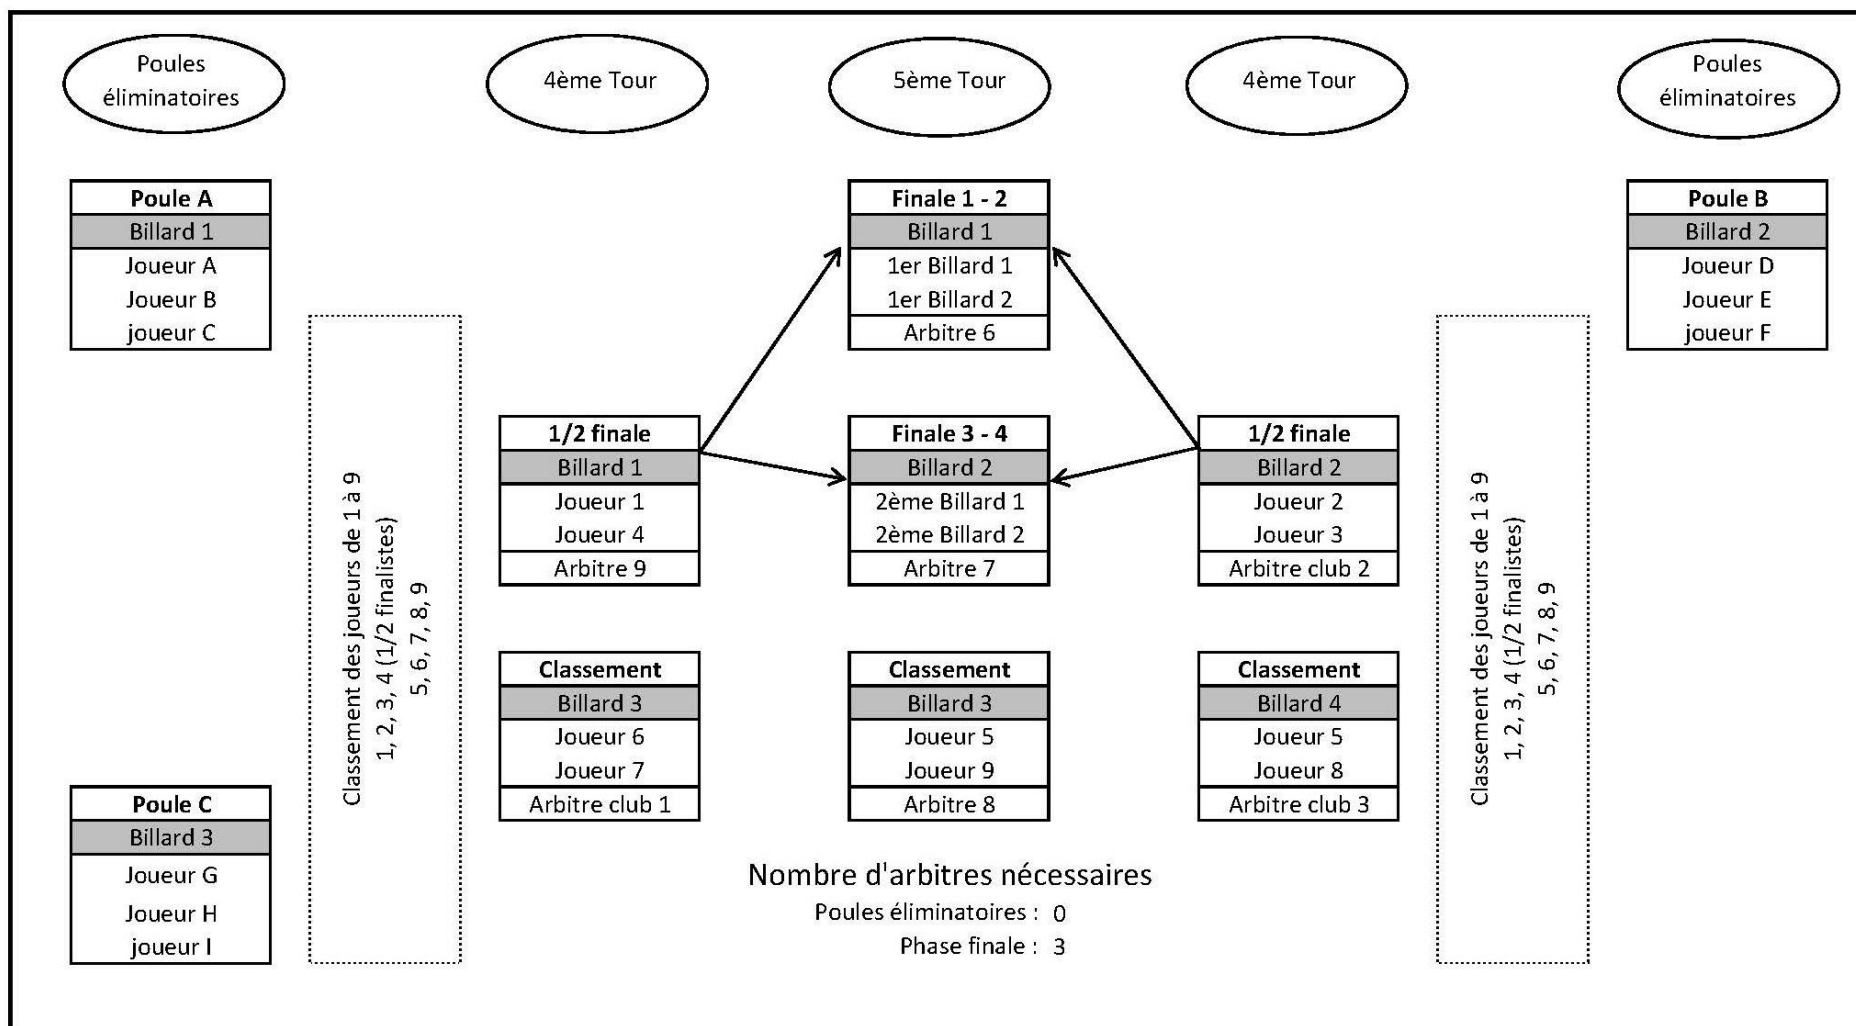 Poules
éliminatoires
4ème Tour
5ème Tour
4ème Tour
Poules
éliminatoires
Poule A
Billard 1
Joueur A
Joueur B
joueur C
Finale 1 - 2
Billard 1
1er Billard 1
1er Billard 2
Arbitre 6
Poule B
Billard 2
Joueur D
Joueur E
joueur F
Classement des joueurs de 1 à 9
1, 2, 3, 4 (1/2 finalistes)
5, 6, 7, 8, 9
1/2 finale
Billard 1
Joueur 1
Joueur 4
Arbitre 9
Finale 3 - 4
Billard 2
2ème Billard 1
2ème Billard 2
Arbitre 7
1/2 finale
Billard 2
Joueur 2
Joueur 3
Arbitre club 2
Classement des joueurs de 1 à 9
1, 2, 3, 4 (1/2 finalistes)
5, 6, 7, 8, 9
Classement
Billard 3
Joueur 6
Joueur 7
Arbitre club 1
Classement
Billard 3
Joueur 5
Joueur 9
Arbitre 8
Classement
Billard 4
Joueur 5
Joueur 8
Arbitre club 3
Poule C
Billard 3
Joueur G
Joueur H
joueur I
Nombre d'arbitres nécessaires
Poules éliminatoires : 0
Phase finale : 3